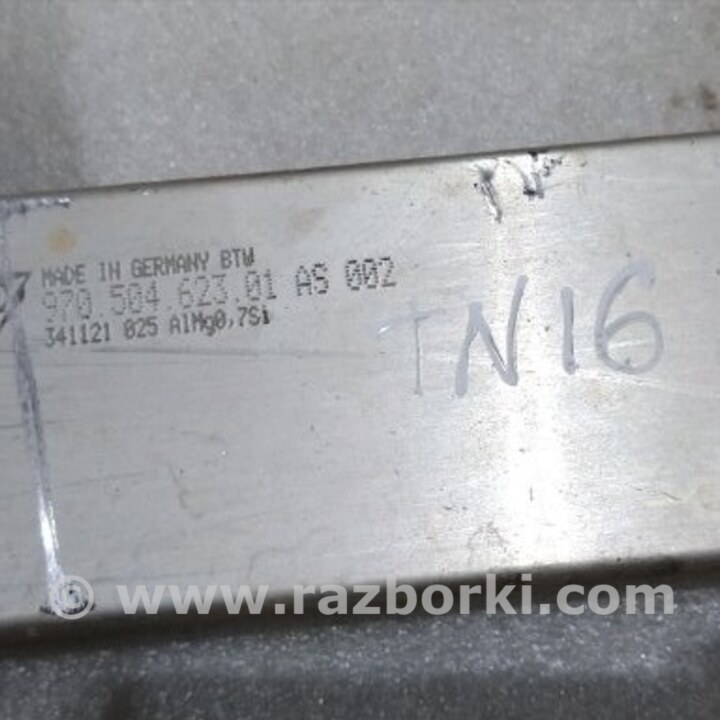 MADE IN GERMANY BTW
970.504.623.01 AS 002
341121 025 AlMg0,7Si
TN16
© www.razborki.com